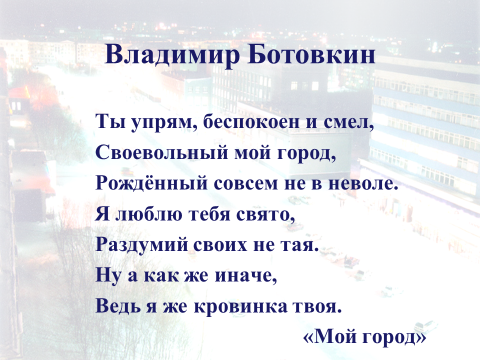 Владимир Ботовкин
Ты упрям, беспокоен и смел,
Своевольный мой город,
Рождённый совсем не в неволе.
Я люблю тебя свято,
Раздумий своих не тая.
Ну а как же иначе,
Ведь я же кровинка твоя.
«Мой город»